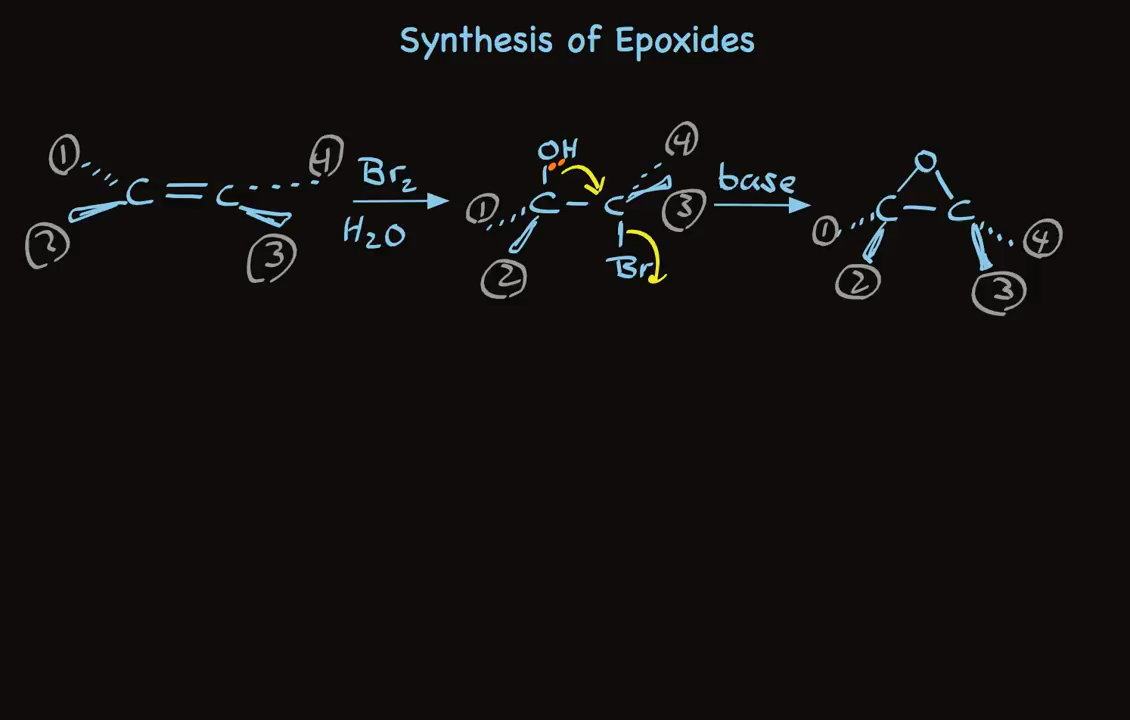 Synthesis of Epoxides
1 C = C 4 Br2 OH 4 base O
2 3 H2O 1 C - C 3 1 C - C 4
2 Br 2 3